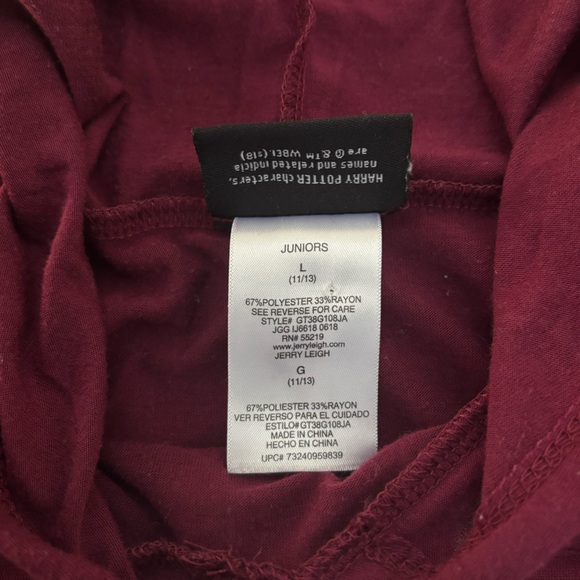 HARRY POTTER characters,
names and related indicia
are © & ™ WBEI. (s18)
JUNIORS
L
(11/13)
67%POLYESTER 33%RAYON
SEE REVERSE FOR CARE
STYLE# GT38G108JA
JGG IJ6618 0618
RN# 55219
www.jerryleigh.com
JERRY LEIGH
G
(11/13)
67%POLIESTER 33%RAYON
VER REVERSO PARA EL CUIDADO
ESTILO#GT38G108JA
MADE IN CHINA
HECHO EN CHINA
UPC# 73240959839